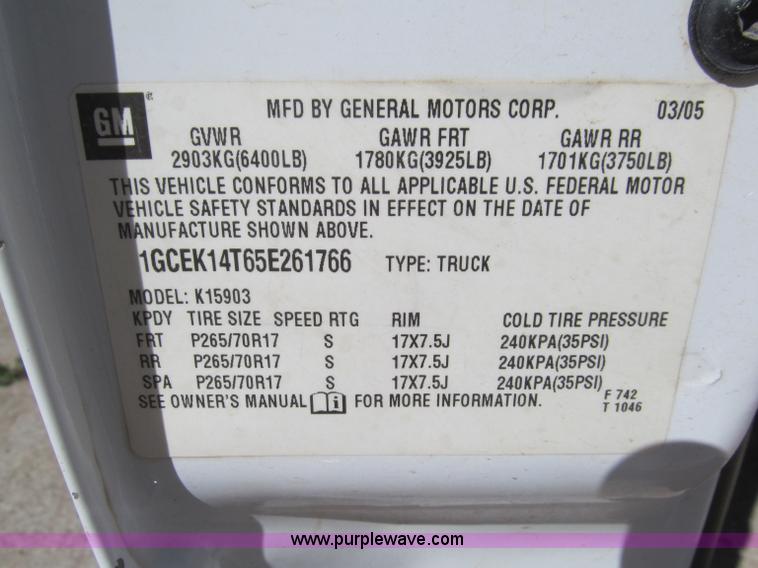 GM
MFD BY GENERAL MOTORS CORP. 03/05
GVWR GAWR FRT GAWR RR
2903KG(6400LB) 1780KG(3925LB) 1701KG(3750LB)
THIS VEHICLE CONFORMS TO ALL APPLICABLE U.S. FEDERAL MOTOR
VEHICLE SAFETY STANDARDS IN EFFECT ON THE DATE OF
MANUFACTURE SHOWN ABOVE.
1GCEK14T65E261766 TYPE: TRUCK
MODEL: K15903
KPDY TIRE SIZE SPEED RTG RIM COLD TIRE PRESSURE
FRT P265/70R17 S 17X7.5J 240KPA(35PSI)
RR P265/70R17 S 17X7.5J 240KPA(35PSI)
SPA P265/70R17 S 17X7.5J 240KPA(35PSI)
SEE OWNER'S MANUAL i FOR MORE INFORMATION. F 742
T 1046
www.purplewave.com